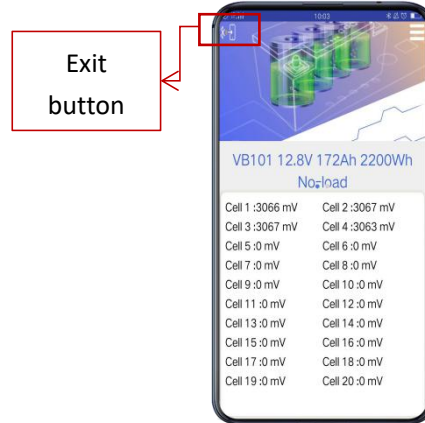 Exit
button
10:03
VB101 12.8V 172Ah 2200Wh
No-load
Cell 1 :3066 mV Cell 2 :3067 mV
Cell 3 :3067 mV Cell 4 :3063 mV
Cell 5 :0 mV Cell 6 :0 mV
Cell 7 :0 mV Cell 8 :0 mV
Cell 9 :0 mV Cell 10 :0 mV
Cell 11 :0 mV Cell 12 :0 mV
Cell 13 :0 mV Cell 14 :0 mV
Cell 15 :0 mV Cell 16 :0 mV
Cell 17 :0 mV Cell 18 :0 mV
Cell 19 :0 mV Cell 20 :0 mV